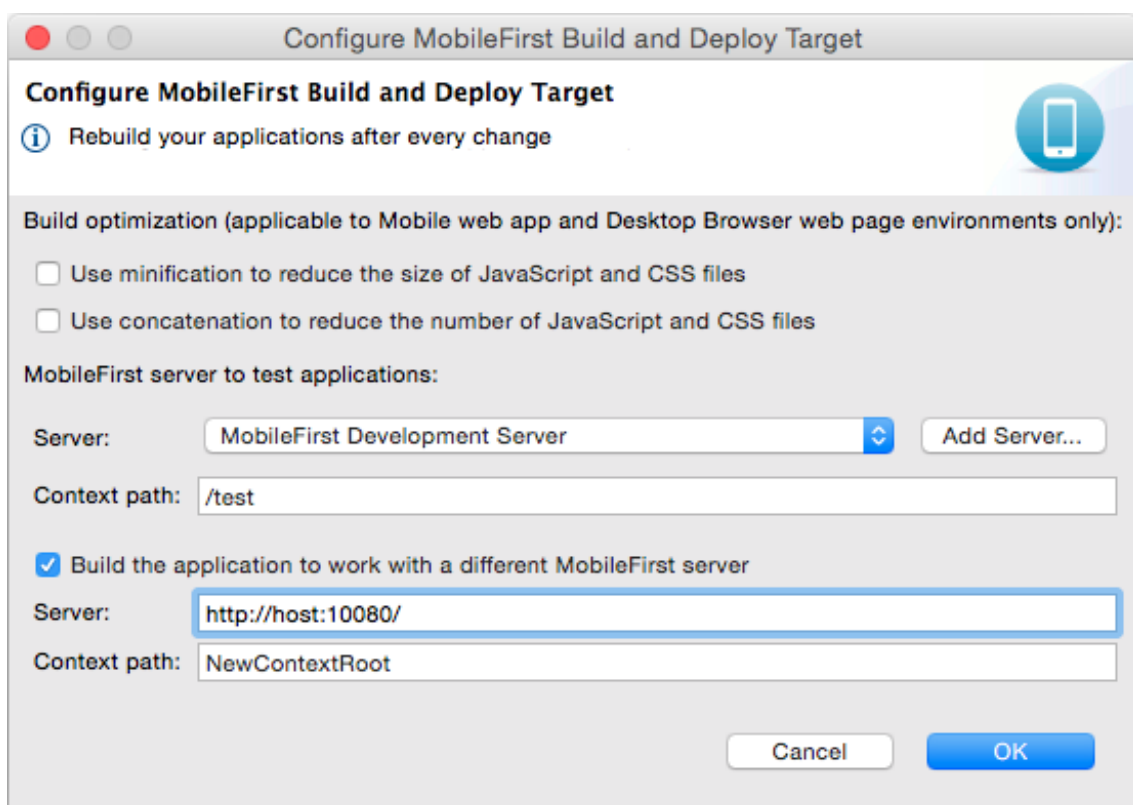 Configure MobileFirst Build and Deploy Target
Configure MobileFirst Build and Deploy Target
Rebuild your applications after every change
Build optimization (applicable to Mobile web app and Desktop Browser web page environments only):
Use minification to reduce the size of JavaScript and CSS files
Use concatenation to reduce the number of JavaScript and CSS files
MobileFirst server to test applications:
Server: MobileFirst Development Server Add Server...
Context path: /test
Build the application to work with a different MobileFirst server
Server: http://host:10080/
Context path: NewContextRoot
Cancel OK